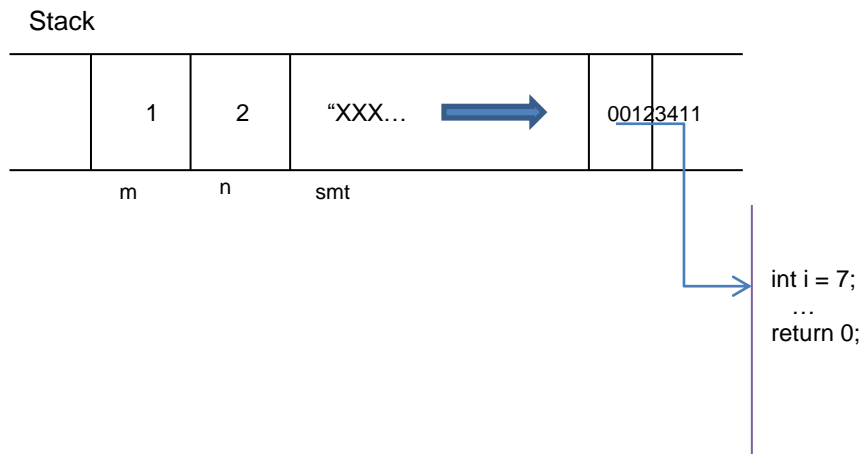 Stack
1 2 “XXX… 00123411
m n smt
int i = 7;
…
return 0;